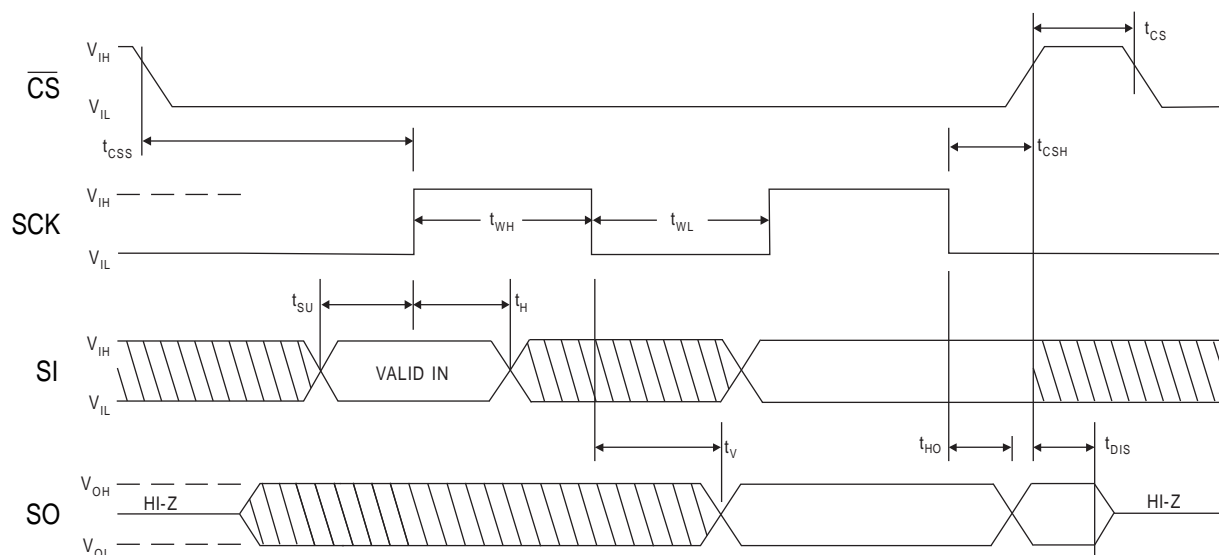 V_IH
t_CS
C̅S̅
V_IL
t_CSS
t_CSH
V_IH
SCK
t_WH
t_WL
V_IL
t_SU
t_H
V_IH
SI
VALID IN
V_IL
t_V
t_HO
t_DIS
V_OH
SO
HI-Z
HI-Z
V_OL